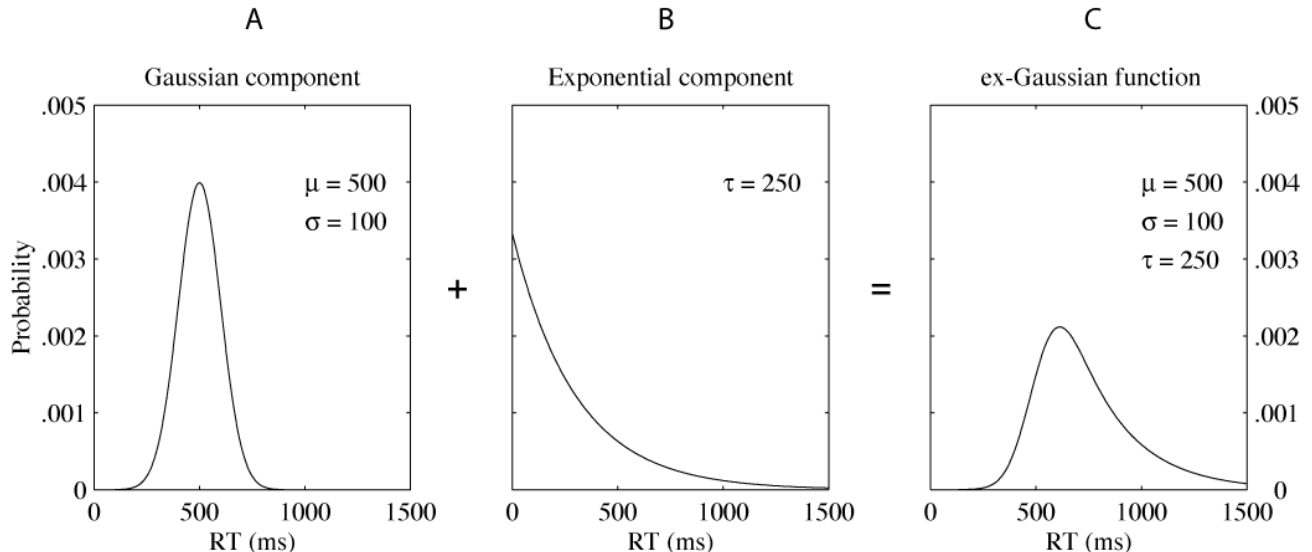 A
B
C
Gaussian component
Exponential component
ex-Gaussian function
.005
.004
.003
.002
.001
0
Probability
μ = 500
σ = 100
0 500 1000 1500
RT (ms)
+
τ = 250
0 500 1000 1500
RT (ms)
=
μ = 500
σ = 100
τ = 250
.005
.004
.003
.002
.001
0
0 500 1000 1500
RT (ms)